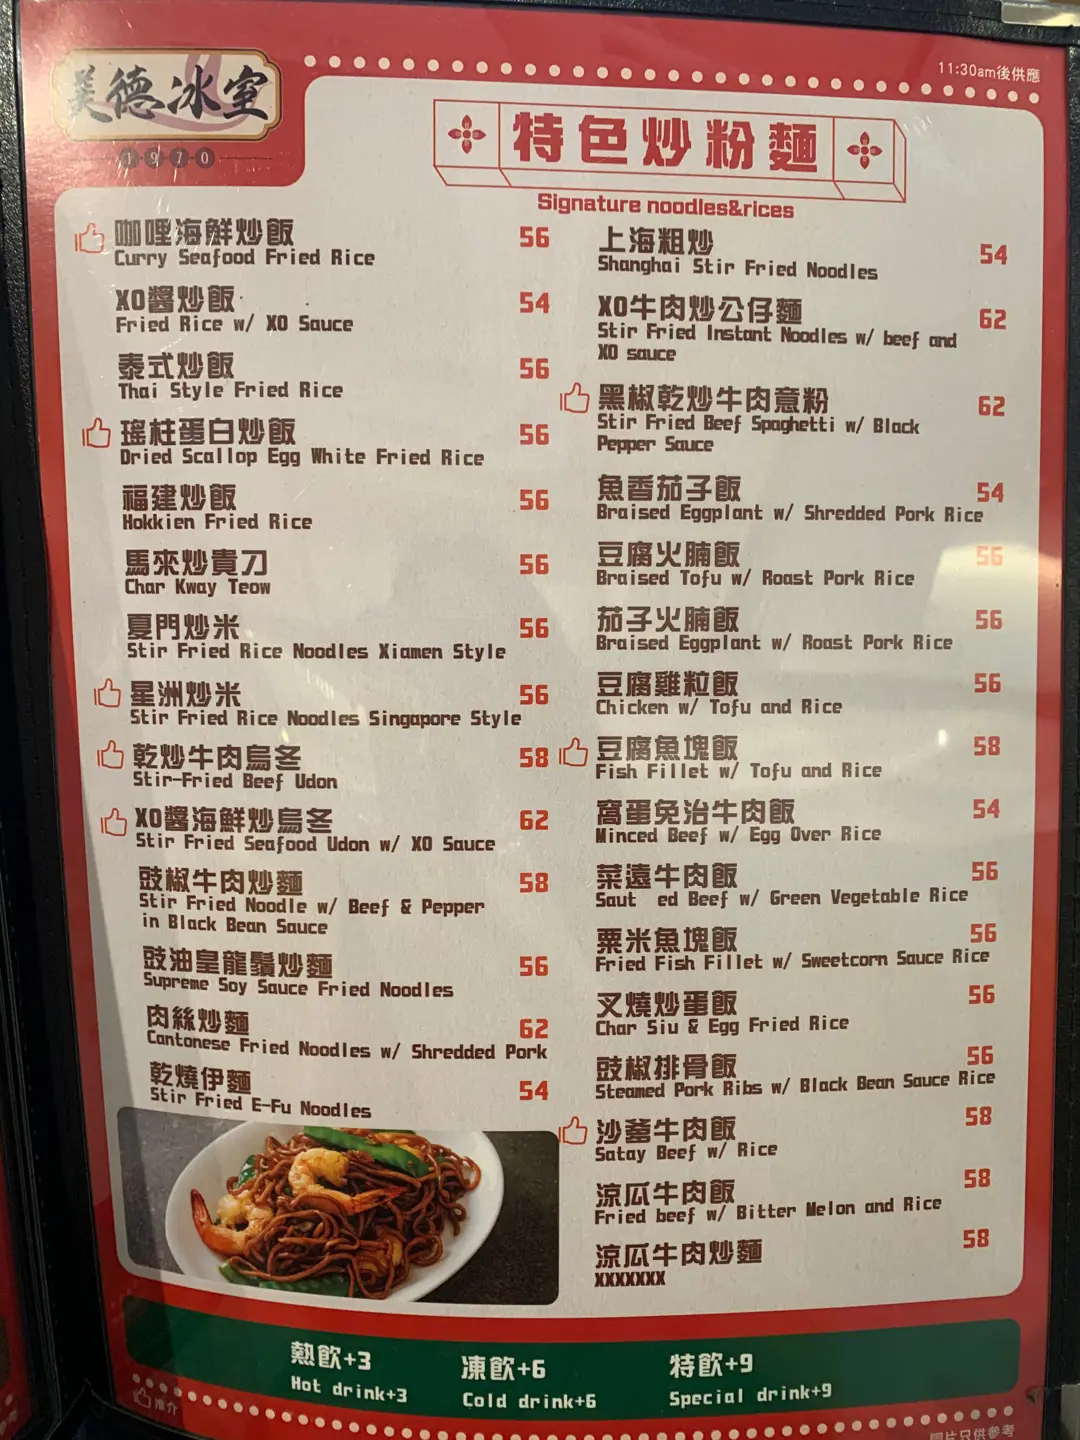 美德冰室
1970
11:30am後供應
特色炒粉麵
Signature noodles&rices
咖哩海鮮炒飯 56
Curry Seafood Fried Rice
XO醬炒飯 54
Fried Rice w/ XO Sauce
泰式炒飯 56
Thai Style Fried Rice
瑤柱蛋白炒飯 56
Dried Scallop Egg White Fried Rice
福建炒飯 56
Hokkien Fried Rice
馬來炒貴刀 56
Char Kway Teow
夏門炒米 56
Stir Fried Rice Noodles Xiamen Style
星洲炒米 56
Stir Fried Rice Noodles Singapore Style
乾炒牛肉烏冬 58
Stir-Fried Beef Udon
XO醬海鮮炒烏冬 62
Stir Fried Seafood Udon w/ XO Sauce
豉椒牛肉炒麵 58
Stir Fried Noodle w/ Beef & Pepper
in Black Bean Sauce
豉油皇龍鬚炒麵 56
Supreme Soy Sauce Fried Noodles
肉絲炒麵 62
Cantonese Fried Noodles w/ Shredded Pork
乾燒伊麵 54
Stir Fried E-Fu Noodles
上海粗炒 54
Shanghai Stir Fried Noodles
XO牛肉炒公仔麵 62
Stir Fried Instant Noodles w/ beef and
XO sauce
黑椒乾炒牛肉意粉 62
Stir Fried Beef Spaghetti w/ Black
Pepper Sauce
魚香茄子飯 54
Braised Eggplant w/ Shredded Pork Rice
豆腐火腩飯 56
Braised Tofu w/ Roast Pork Rice
茄子火腩飯 56
Braised Eggplant w/ Roast Pork Rice
豆腐雞粒飯 56
Chicken w/ Tofu and Rice
豆腐魚塊飯 58
Fish Fillet w/ Tofu and Rice
窩蛋免治牛肉飯 54
Minced Beef w/ Egg Over Rice
菜遠牛肉飯 56
Saut ed Beef w/ Green Vegetable Rice
粟米魚塊飯 56
Fried Fish Fillet w/ Sweetcorn Sauce Rice
叉燒炒蛋飯 56
Char Siu & Egg Fried Rice
豉椒排骨飯 56
Steamed Pork Ribs w/ Black Bean Sauce Rice
沙爹牛肉飯 58
Satay Beef w/ Rice
涼瓜牛肉飯 58
Fried beef w/ Bitter Melon and Rice
涼瓜牛肉炒麵 58
XXXXXXX
熱飲+3
Hot drink+3
凍飲+6
Cold drink+6
特飲+9
Special drink+9
推介
圖片只供參考